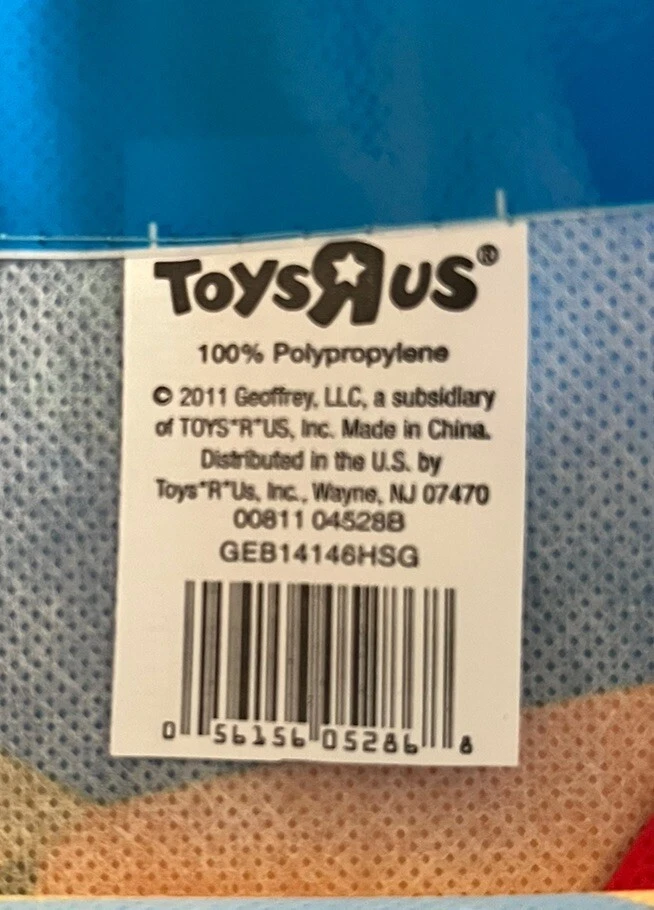 TOYSЯUS®
100% Polypropylene
© 2011 Geoffrey, LLC, a subsidiary
of TOYS"R"US, Inc. Made in China.
Distributed in the U.S. by
Toys"R"Us, Inc., Wayne, NJ 07470
00811 04528B
GEB14146HSG
0 56156 05286 8